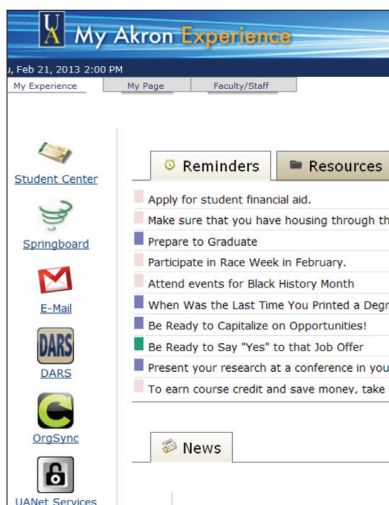 UA My Akron Experience
u, Feb 21, 2013 2:00 PM
My Experience My Page Faculty/Staff
Reminders Resources
Student Center
Apply for student financial aid.
Make sure that you have housing through th
Springboard
Prepare to Graduate
Participate in Race Week in February.
Attend events for Black History Month
E-Mail
When Was the Last Time You Printed a Degr
Be Ready to Capitalize on Opportunities!
DARS
Be Ready to Say "Yes" to that Job Offer
DARS
Present your research at a conference in you
To earn course credit and save money, take
OrgSync
News
UANet Services